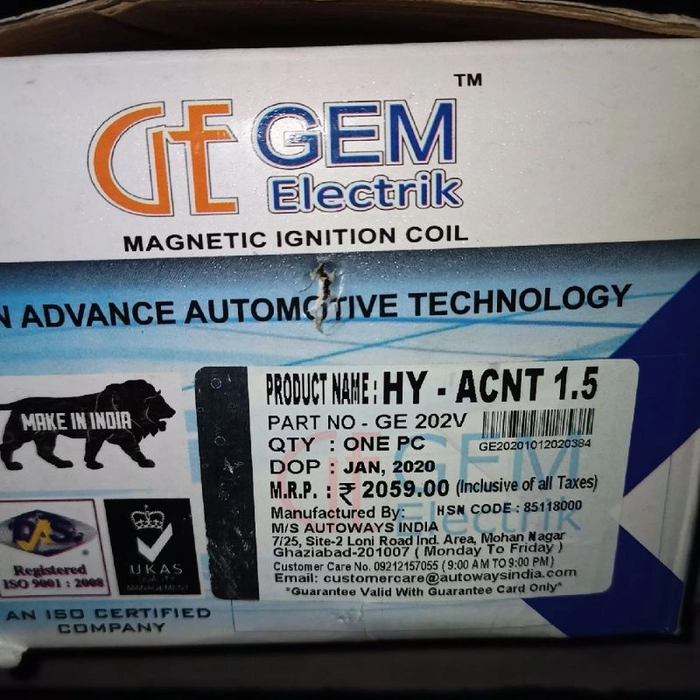 TM
GE GEM
Electrik
MAGNETIC IGNITION COIL
N ADVANCE AUTOMOTIVE TECHNOLOGY
MAKE IN INDIA
PRODUCT NAME : HY - ACNT 1.5
PART NO - GE 202V
GE20201012020384
QTY : ONE PC
DOP : JAN, 2020
M.R.P. : ₹ 2059.00 (Inclusive of all Taxes)
Manufactured By: HSN CODE : 85118000
M/S AUTOWAYS INDIA
7/25, Site-2 Loni Road Ind. Area, Mohan Nagar
Ghaziabad-201007 ( Monday To Friday )
Customer Care No. 09212157055 ( 9:00 AM TO 9:00 PM )
Email: customercare@autowaysindia.com
"Guarantee Valid With Guarantee Card Only"
DAS
Registered
ISO 9001 : 2008
UKAS
MANAGEMENT
AN ISO CERTIFIED
COMPANY